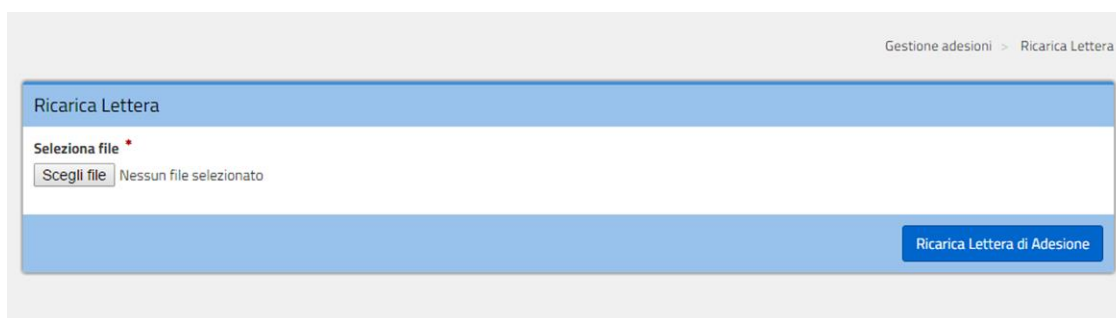 Gestione adesioni > Ricarica Lettera
Ricarica Lettera
Seleziona file *
Scegli file Nessun file selezionato
Ricarica Lettera di Adesione